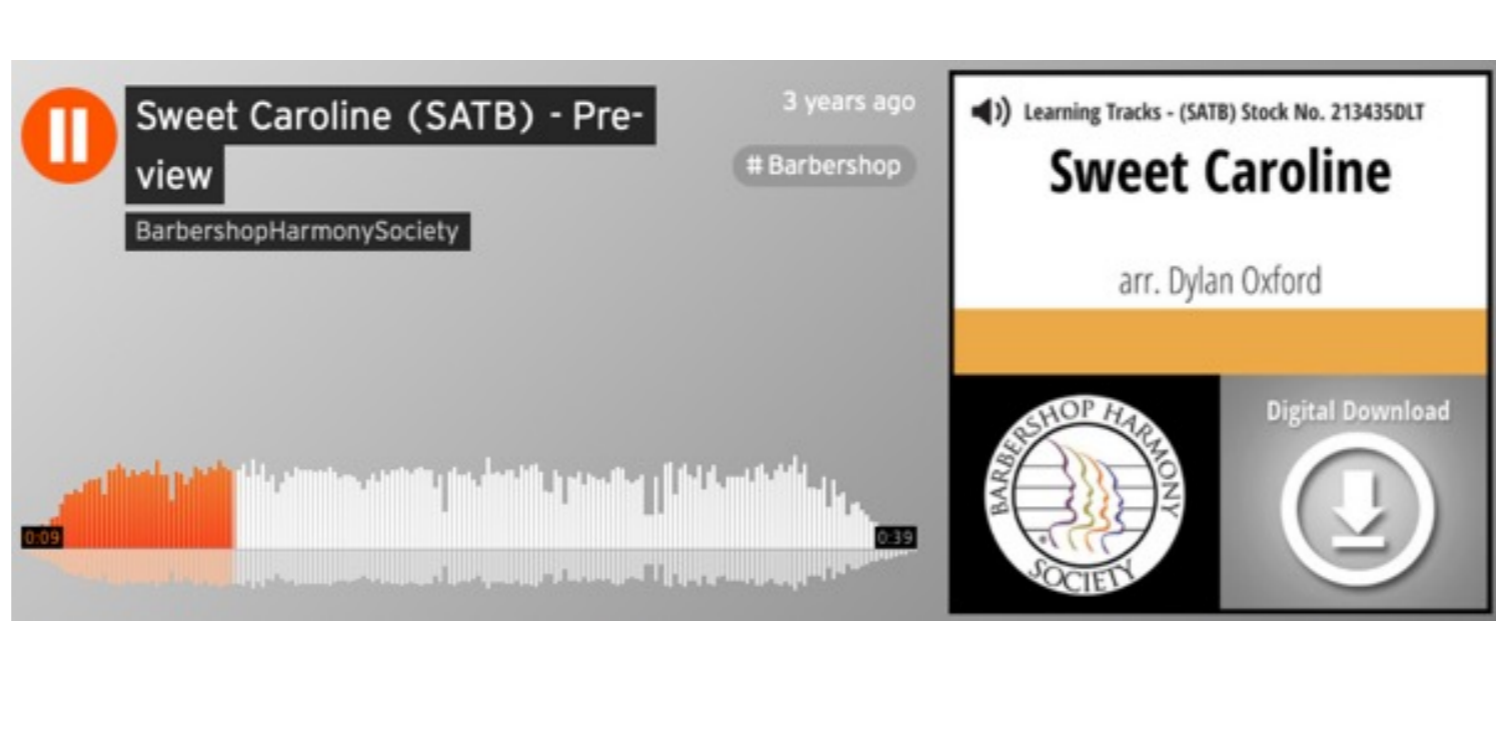 Sweet Caroline (SATB) - Pre-
view
BarbershopHarmonySociety
3 years ago
# Barbershop
0:09
0:39
Learning Tracks - (SATB) Stock No. 213435DLT
Sweet Caroline
arr. Dylan Oxford
BARBERSHOP HARMONY
SOCIETY
Digital Download